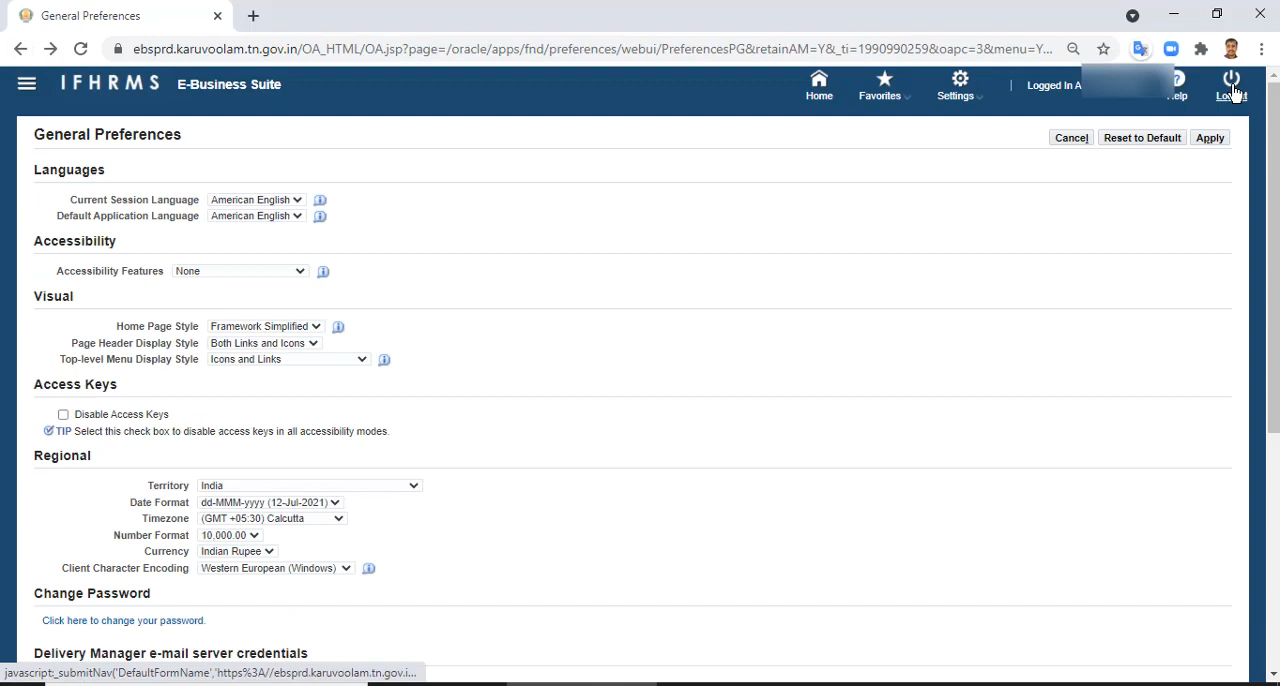 General Preferences
ebsprd.karuvoolam.tn.gov.in/OA_HTML/OA.jsp?page=/oracle/apps/fnd/preferences/webui/PreferencesPG&retainAM=Y&_ti=1990990259&oapc=3&menu=Y...
IFHRMS E-Business Suite
Home Favorites Settings | Logged In A
General Preferences
Cancel Reset to Default Apply
Languages
Current Session Language American English
Default Application Language American English
Accessibility
Accessibility Features None
Visual
Home Page Style Framework Simplified
Page Header Display Style Both Links and Icons
Top-level Menu Display Style Icons and Links
Access Keys
Disable Access Keys
TIP Select this check box to disable access keys in all accessibility modes.
Regional
Territory India
Date Format dd-MMM-yyyy (12-Jul-2021)
Timezone (GMT +05:30) Calcutta
Number Format 10,000.00
Currency Indian Rupee
Client Character Encoding Western European (Windows)
Change Password
Click here to change your password.
Delivery Manager e-mail server credentials
javascript:_submitNav('DefaultFormName','https%3A//ebsprd.karuvoolam.tn.gov.i...